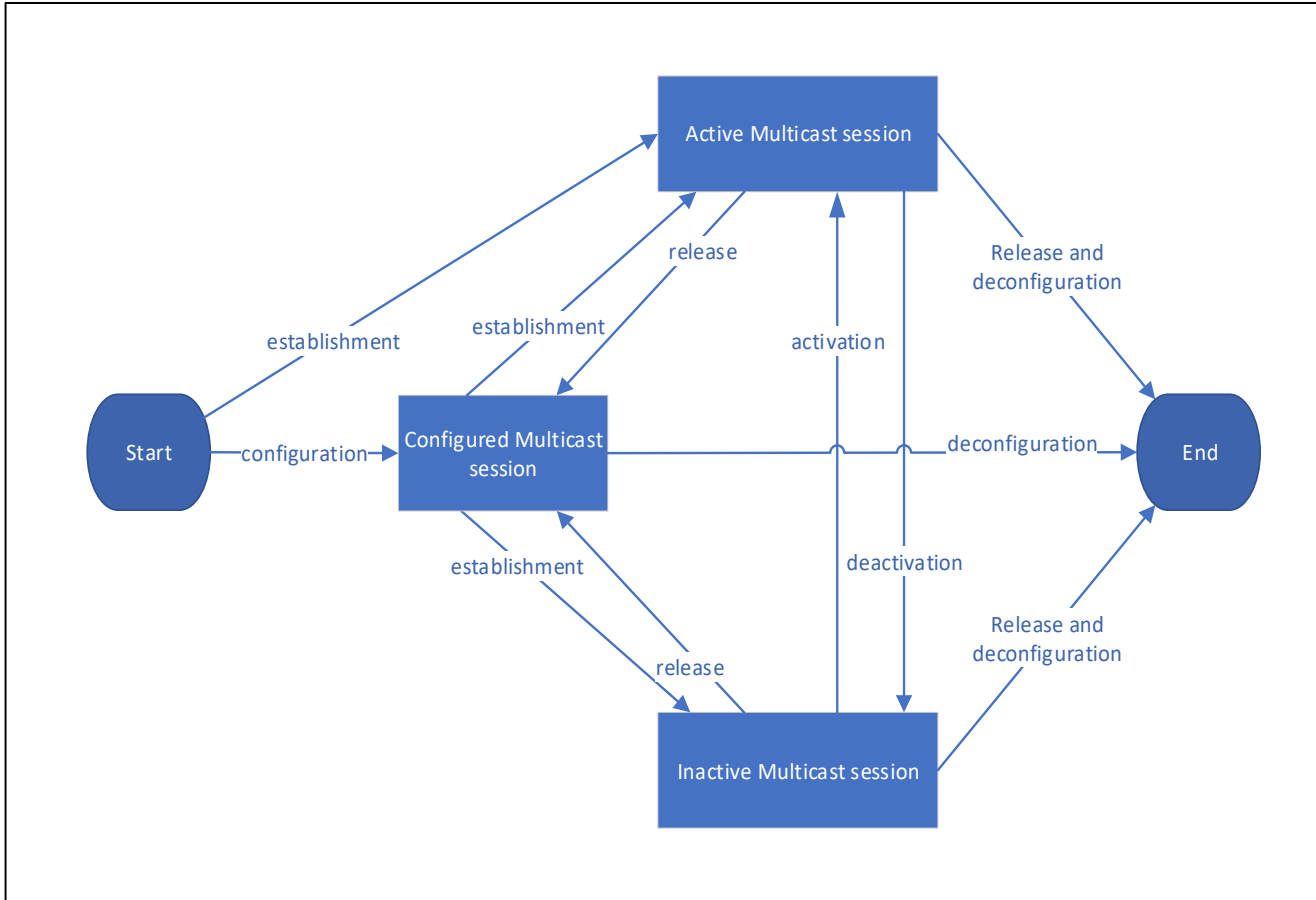 Active Multicast session
release
Release and
deconfiguration
establishment
establishment
activation
Start
configuration
Configured Multicast
session
deconfiguration
End
establishment
deactivation
release
Release and
deconfiguration
Inactive Multicast session